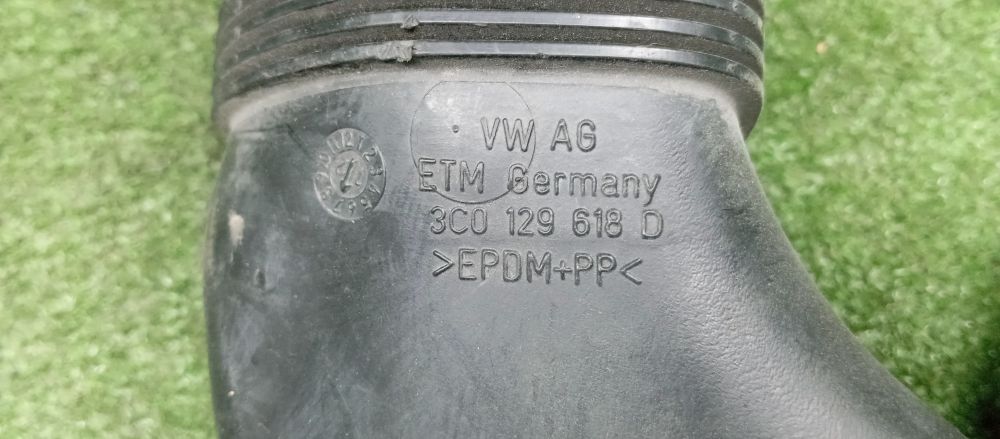 VW AG
ETM Germany
3C0 129 618 D
>EPDM+PP<